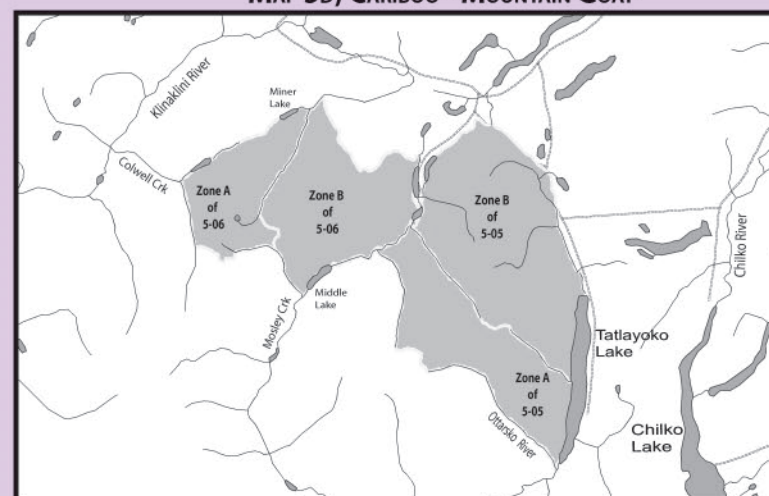 MAP D5, CARIBOO - MOUNTAIN GOAT
Klinaklini River
Miner
Lake
Colwell Crk
Zone A
of
5-06
Zone B
of
5-06
Zone B
of
5-05
Chilko River
Middle
Lake
Mosley Crk
Tatlayoko
Lake
Zone A
of
5-05
Ottarsko River
Chilko
Lake